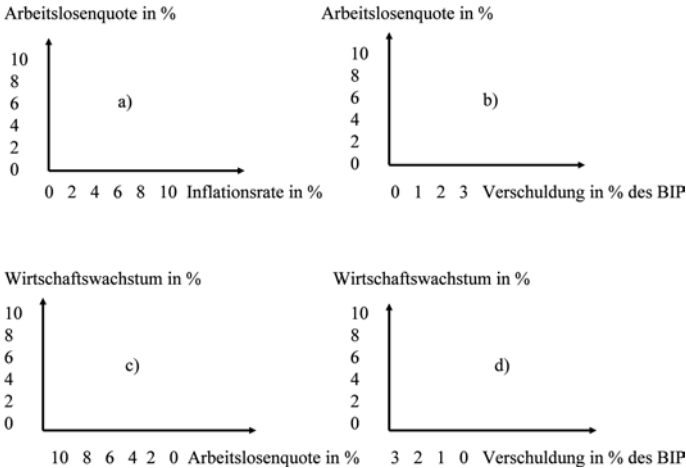 Arbeitslosenquote in %
10
8
6
4
2
0
a)
0 2 4 6 8 10 Inflationsrate in %
Arbeitslosenquote in %
10
8
6
4
2
0
b)
0 1 2 3 Verschuldung in % des BIP
Wirtschaftswachstum in %
10
8
6
4
2
0
c)
10 8 6 4 2 0 Arbeitslosenquote in %
Wirtschaftswachstum in %
10
8
6
4
2
0
d)
3 2 1 0 Verschuldung in % des BIP